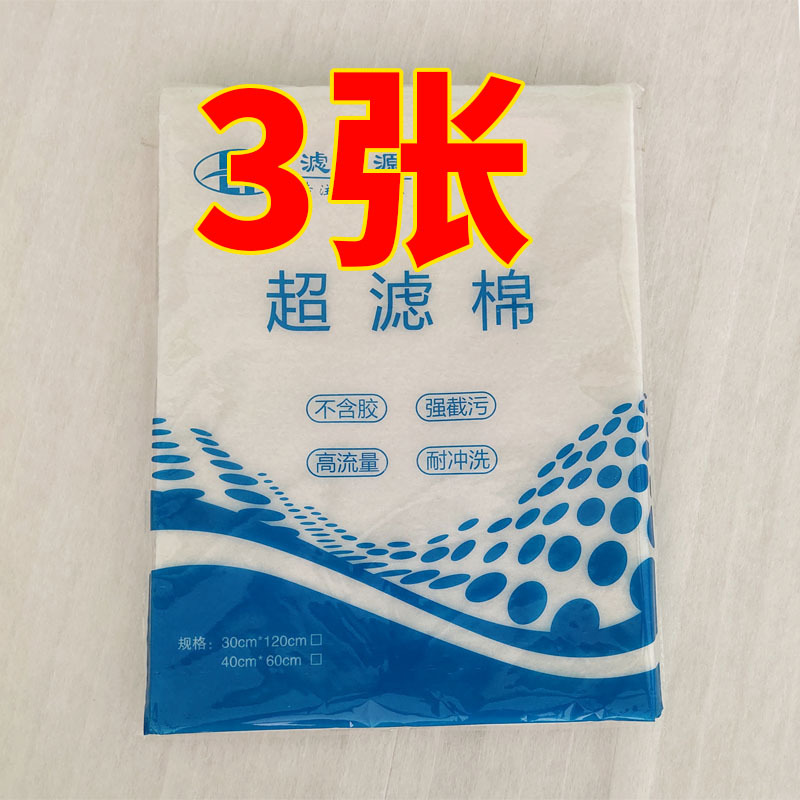 3张
滤 源
注
超滤棉
不含胶 强截污
高流量 耐冲洗
规格：30cm*120cm□
40cm*60cm□